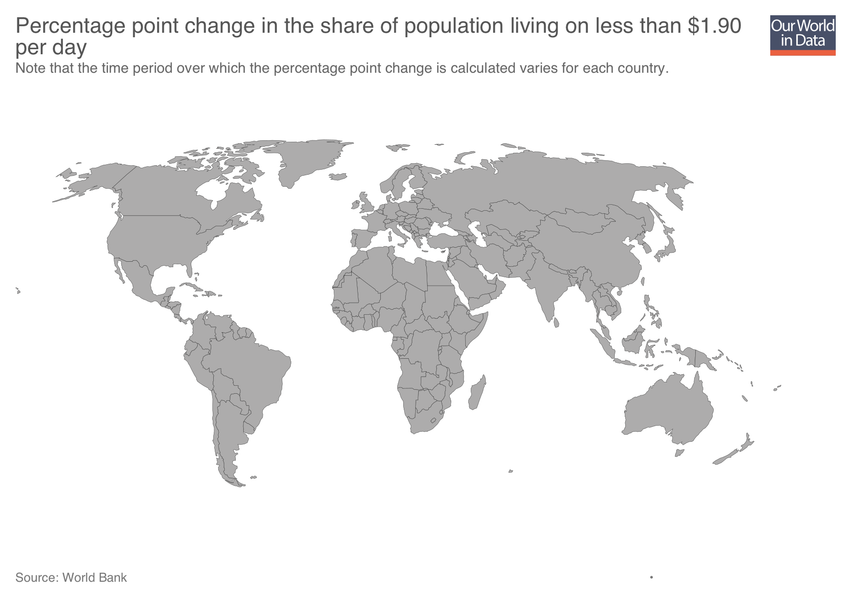 Percentage point change in the share of population living on less than $1.90
per day
Our World
in Data
Note that the time period over which the percentage point change is calculated varies for each country.
Source: World Bank